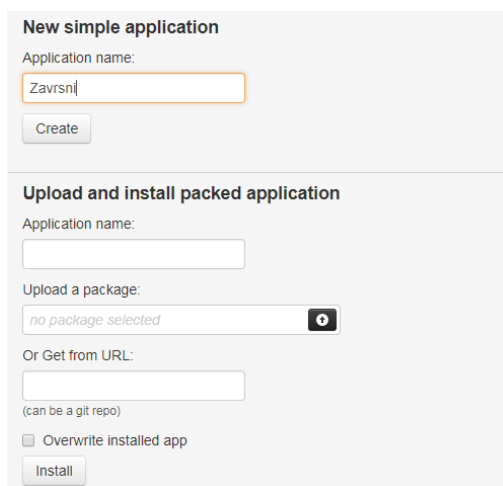 New simple application
Application name:
Zavrsni
Create
Upload and install packed application
Application name:
Upload a package:
no package selected
Or Get from URL:
(can be a git repo)
Overwrite installed app
Install